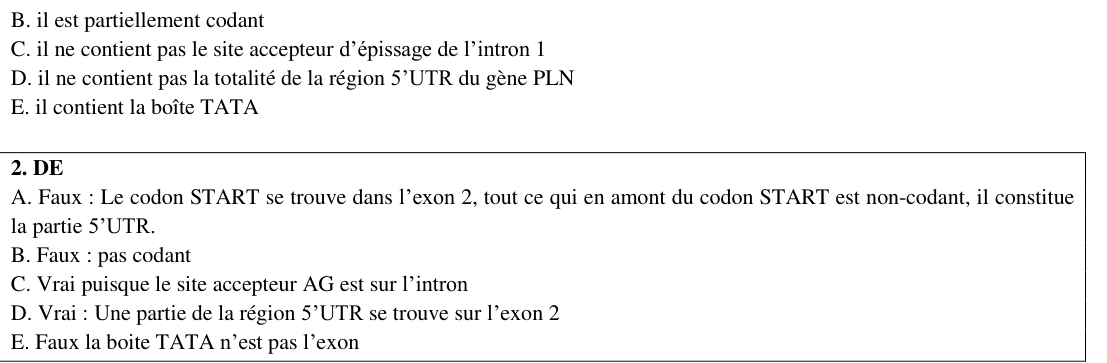 B. il est partiellement codant
C. il ne contient pas le site accepteur d’épissage de l’intron 1
D. il ne contient pas la totalité de la région 5’UTR du gène PLN
E. il contient la boîte TATA
2. DE
A. Faux : Le codon START se trouve dans l’exon 2, tout ce qui en amont du codon START est non-codant, il constitue
la partie 5’UTR.
B. Faux : pas codant
C. Vrai puisque le site accepteur AG est sur l’intron
D. Vrai : Une partie de la région 5’UTR se trouve sur l’exon 2
E. Faux la boite TATA n’est pas l’exon